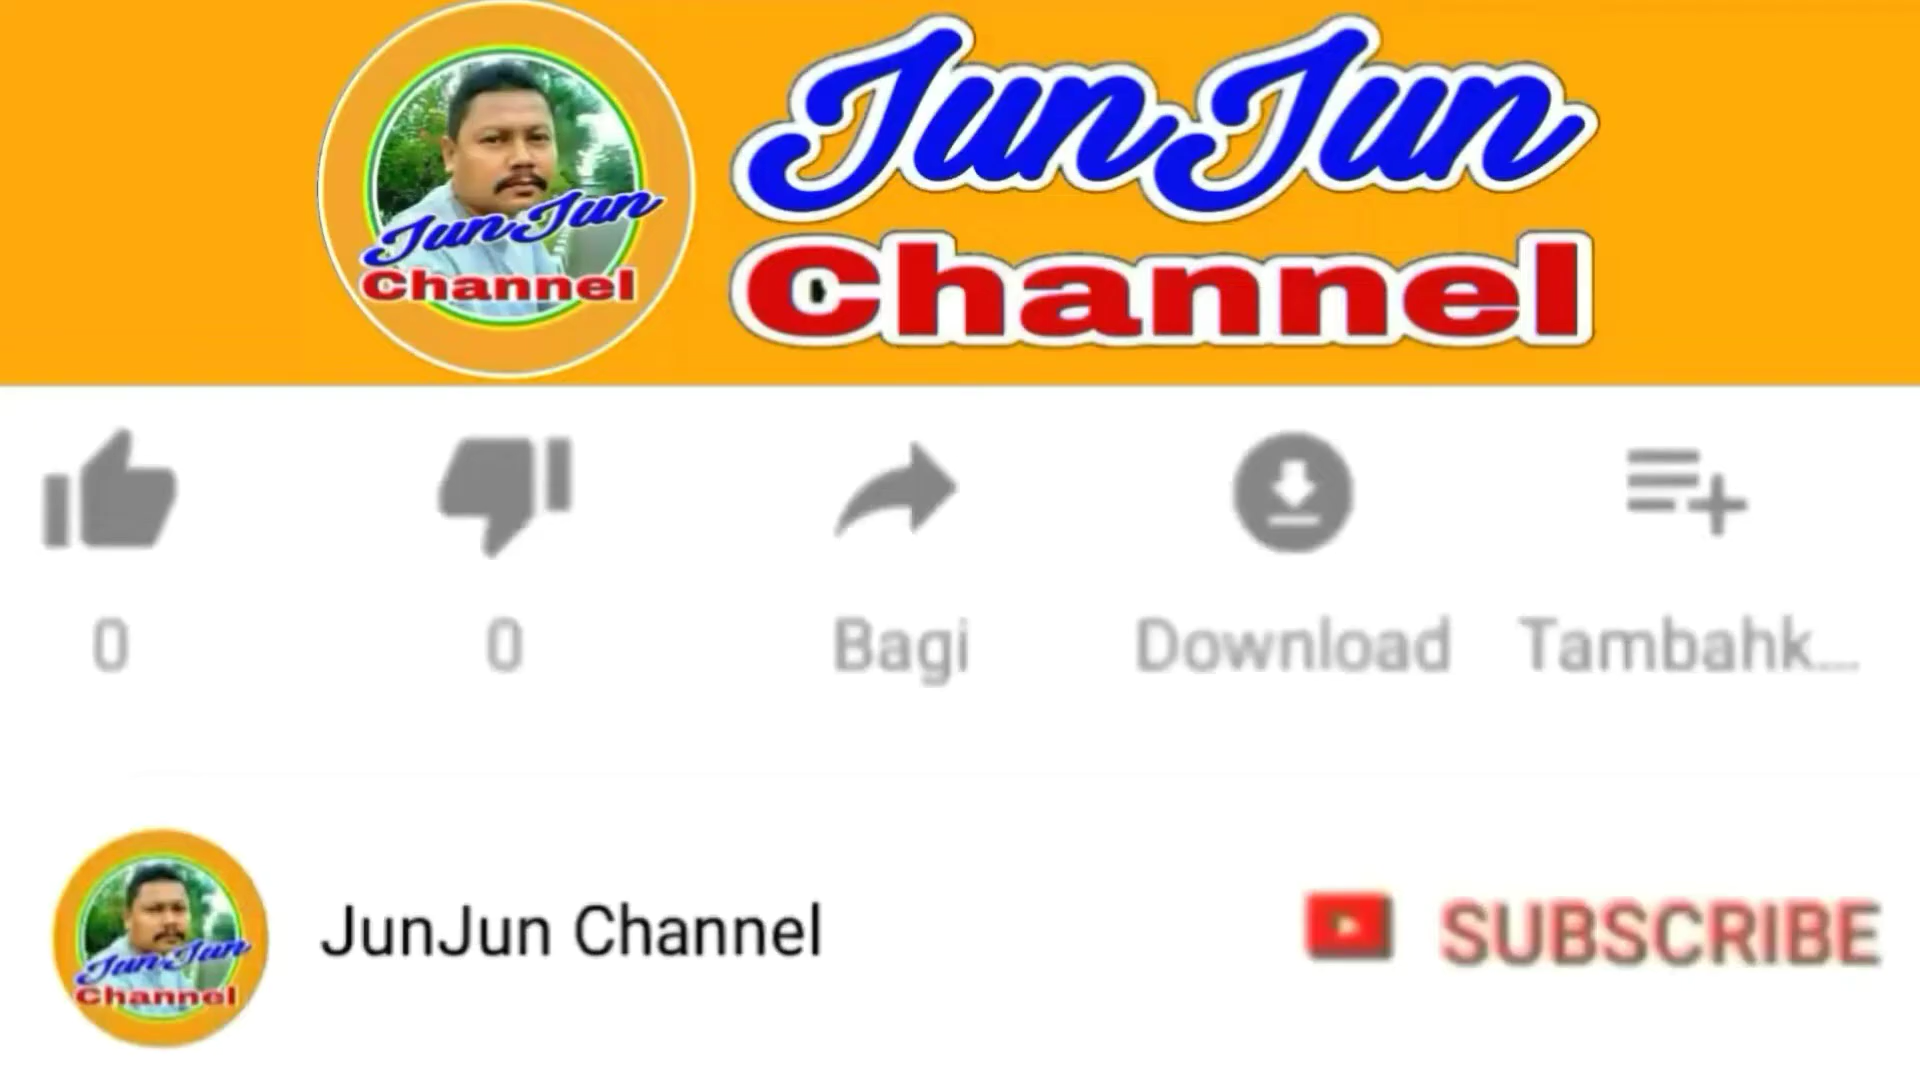 JunJun
Channel
JunJun
Channel
0
0
Bagi
Download
Tambahk...
JunJun
Channel
JunJun Channel
SUBSCRIBE